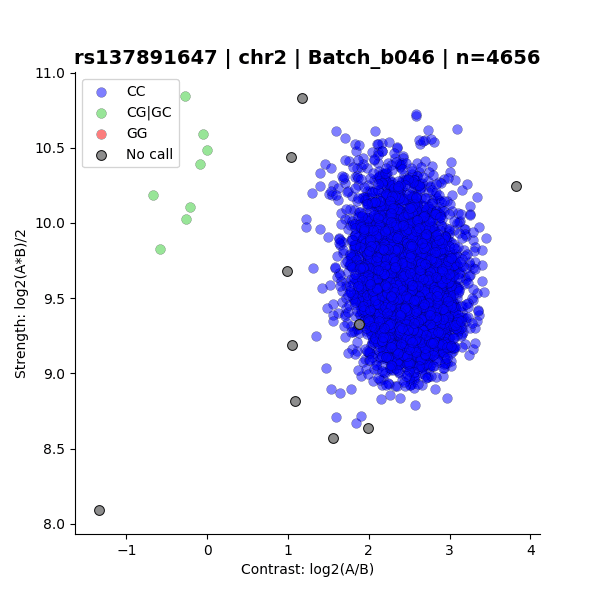 rs137891647 | chr2 | Batch_b046 | n=4656
CC
CG|GC
GG
No call
Strength: log2(A*B)/2
11.0
10.5
10.0
9.5
9.0
8.5
8.0
−1
0
1
2
3
4
Contrast: log2(A/B)